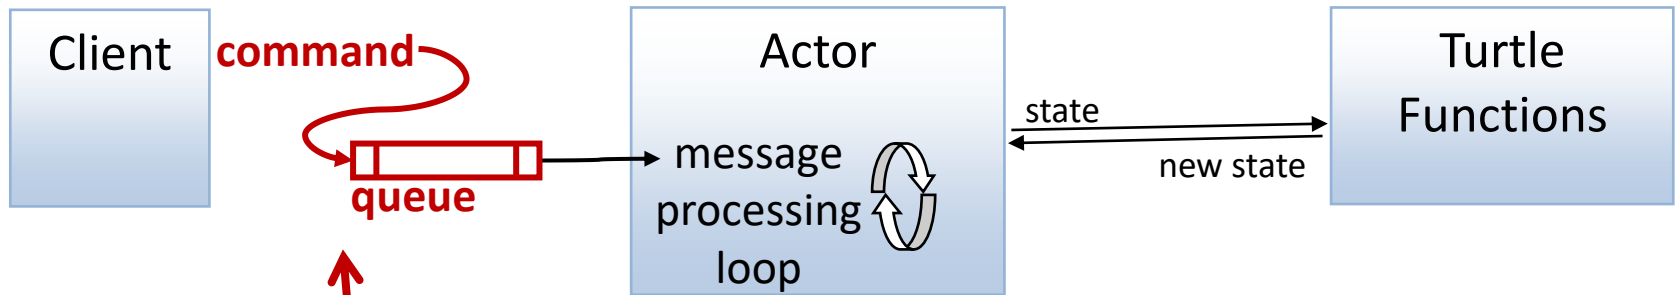 Client
command
queue
Actor
message
processing
loop
state
new state
Turtle
Functions